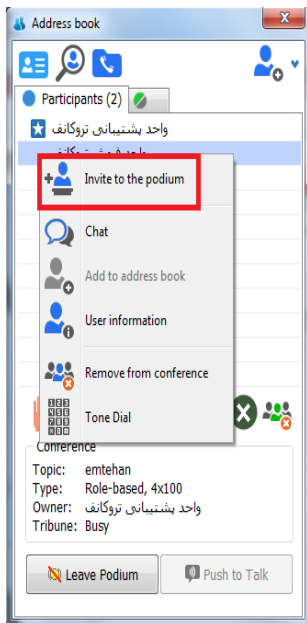 Address book
Participants (2)
واحد پشتیبانی تروکانف
Invite to the podium
Chat
Add to address book
User information
Remove from conference
Tone Dial
Conference
Topic: emtehan
Type: Role-based, 4x100
Owner: واحد پشتیبانی تروکانف
Tribune: Busy
Leave Podium
Push to Talk